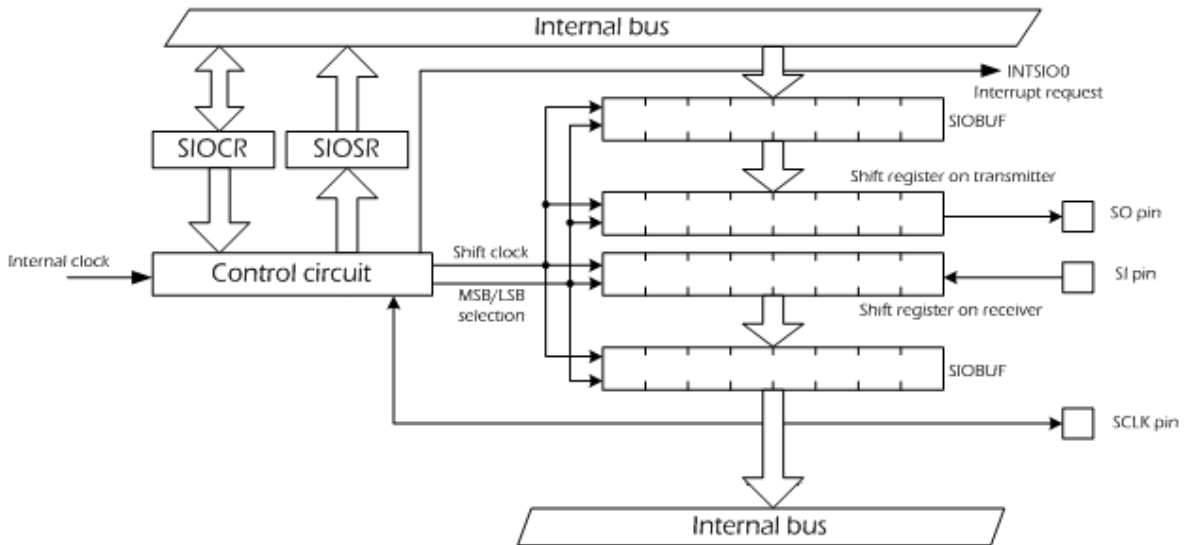 Internal bus
INTSIO0
Interrupt request
SIOCR
SIOSR
SIOBUF
Shift register on transmitter
SO pin
Internal clock
Control circuit
Shift clock
MSB/LSB
selection
SI pin
Shift register on receiver
SIOBUF
SCLK pin
Internal bus